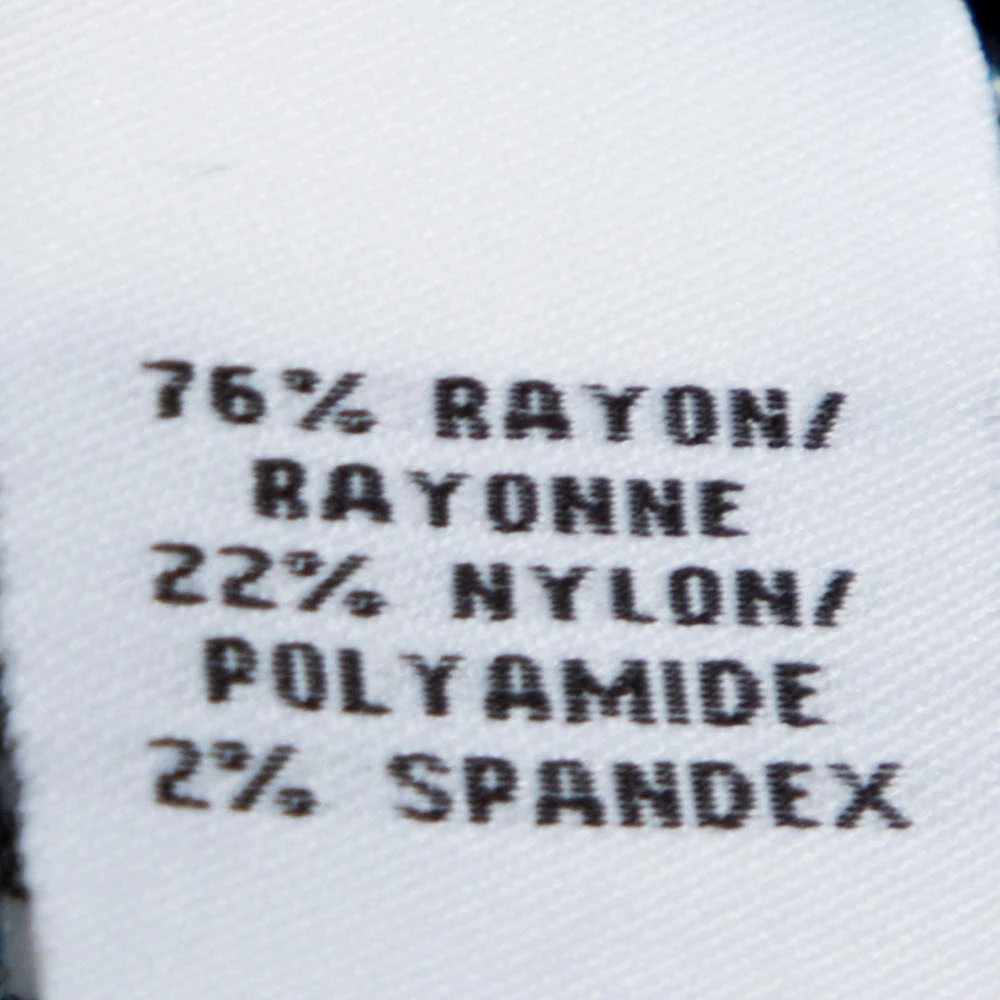 76% RAYON/
RAYONNE
22% NYLON/
POLYAMIDE
2% SPANDEX